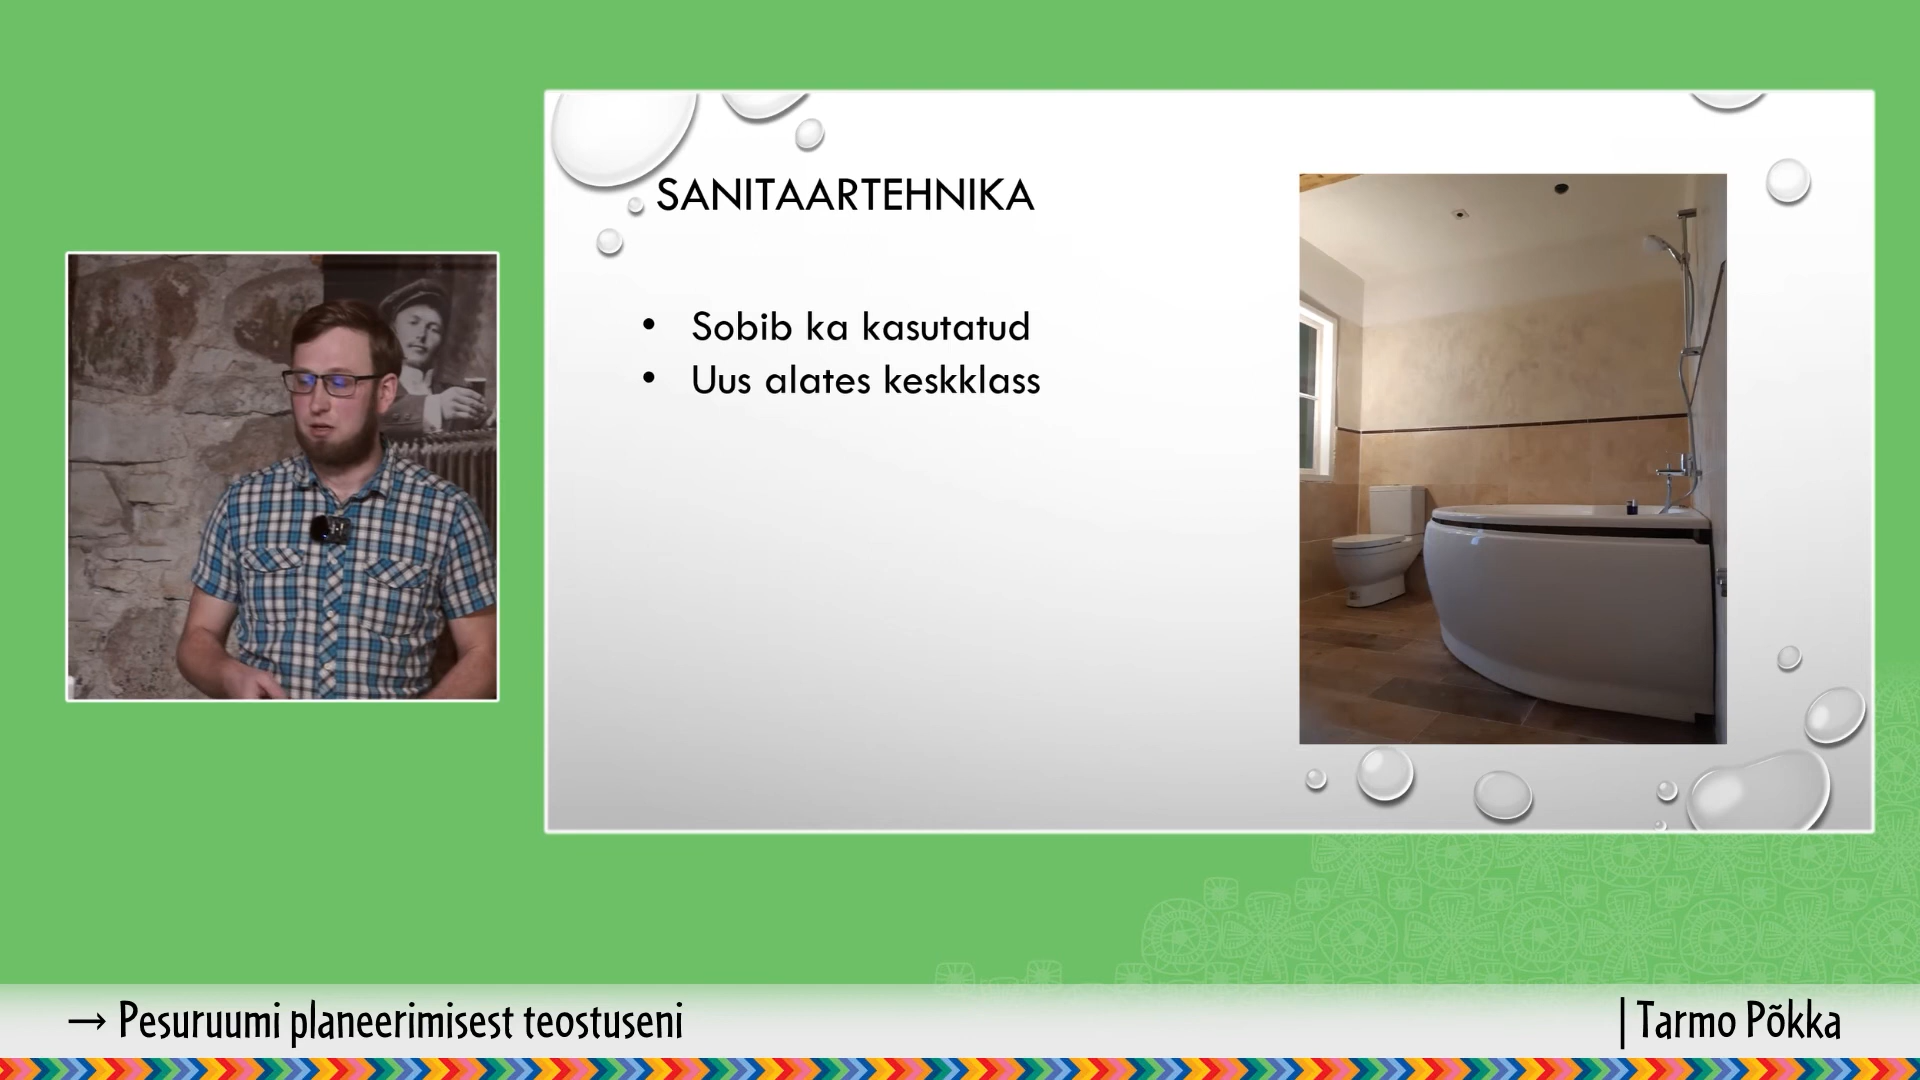 SANITAARTEHNIKA
• Sobib ka kasutatud
• Uus alates keskklass
→ Pesuruumi planeerimisest teostuseni
| Tarmo Põkka